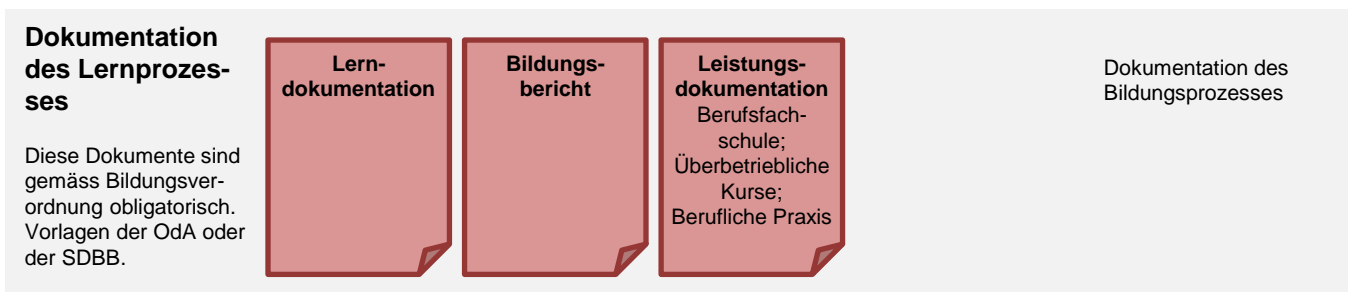 Dokumentation
des Lernprozes-
ses
Diese Dokumente sind
gemäss Bildungsver-
ordnung obligatorisch.
Vorlagen der OdA oder
der SDBB.
Lern-
dokumentation
Bildungs-
bericht
Leistungs-
dokumentation
Berufsfach-
schule;
Überbetriebliche
Kurse;
Berufliche Praxis
Dokumentation des
Bildungsprozesses